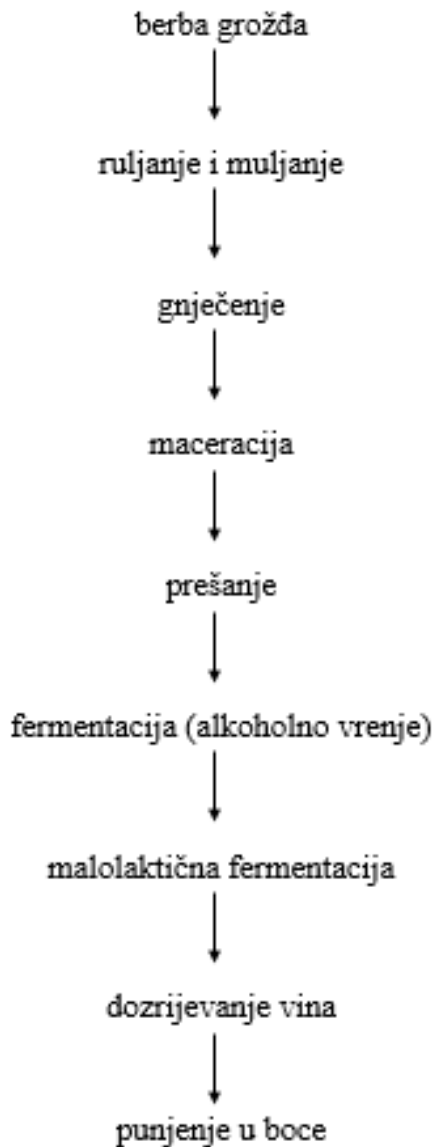 berba grožđa
ruljanje i muljanje
gnječenje
maceracija
prešanje
fermentacija (alkoholno vrenje)
malolaktična fermentacija
dozrijevanje vina
punjenje u boce